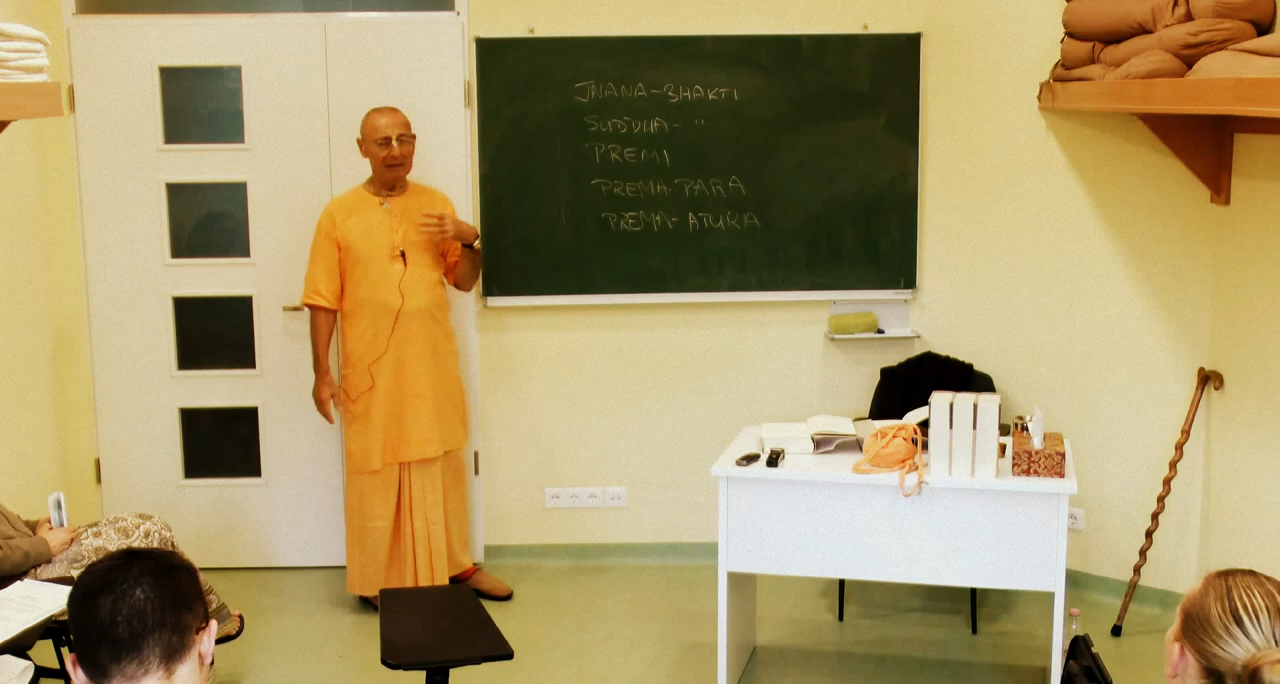 JNANA-BHAKTI
SUDDHA- "
PREMI
PREMA-PARA
PREMA-ATURA